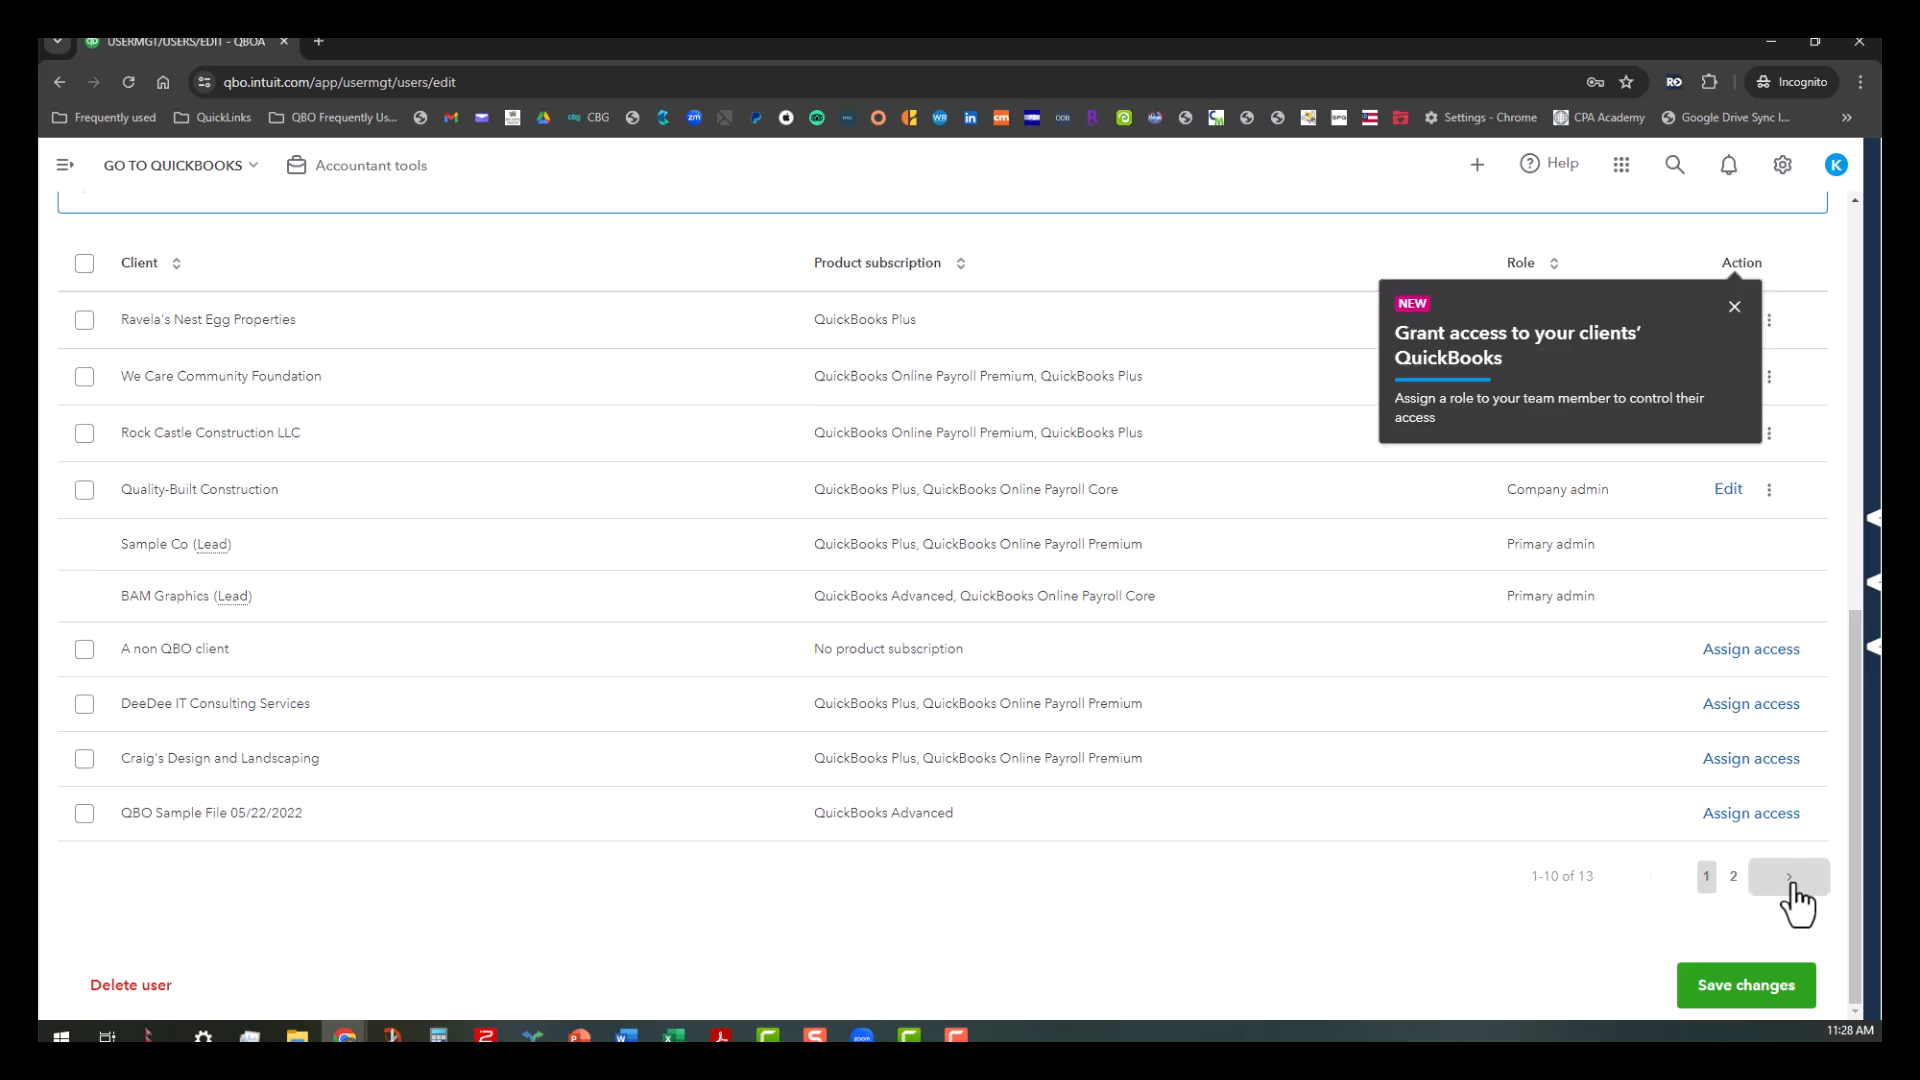 USERMGT/USERS/EDIT - QBOA
qbo.intuit.com/app/usermgt/users/edit
Incognito
Frequently used QuickLinks QBO Frequently Us... CBG Settings - Chrome CPA Academy Google Drive Sync I...
GO TO QUICKBOOKS Accountant tools Help K
Client Product subscription Role Action
Ravela's Nest Egg Properties QuickBooks Plus
We Care Community Foundation QuickBooks Online Payroll Premium, QuickBooks Plus
Rock Castle Construction LLC QuickBooks Online Payroll Premium, QuickBooks Plus
NEW
Grant access to your clients'
QuickBooks
Assign a role to your team member to control their
access
Quality-Built Construction QuickBooks Plus, QuickBooks Online Payroll Core Company admin Edit
Sample Co (Lead) QuickBooks Plus, QuickBooks Online Payroll Premium Primary admin
BAM Graphics (Lead) QuickBooks Advanced, QuickBooks Online Payroll Core Primary admin
A non QBO client No product subscription Assign access
DeeDee IT Consulting Services QuickBooks Plus, QuickBooks Online Payroll Premium Assign access
Craig's Design and Landscaping QuickBooks Plus, QuickBooks Online Payroll Premium Assign access
QBO Sample File 05/22/2022 QuickBooks Advanced Assign access
1-10 of 13 1 2
Delete user Save changes
11:28 AM